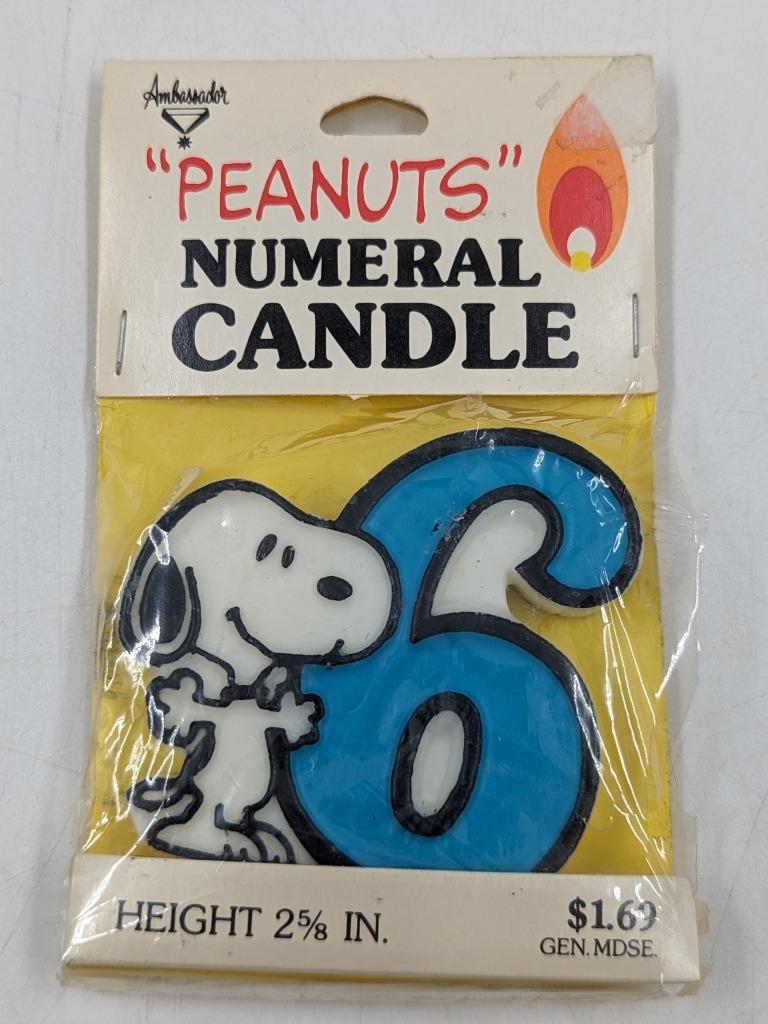 Ambassador
"PEANUTS"
NUMERAL
CANDLE
6
HEIGHT 2⅝ IN.
$1.69
GEN. MDSE.